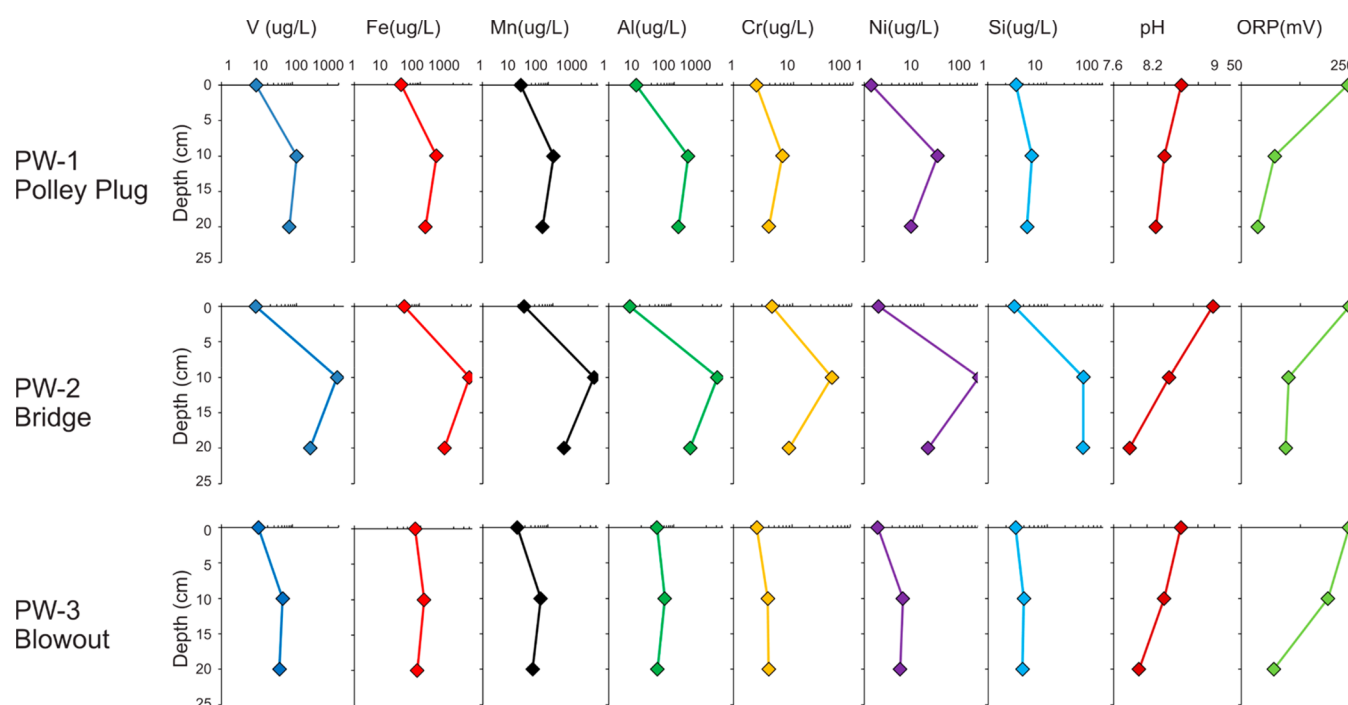 V (ug/L) Fe(ug/L) Mn(ug/L) Al(ug/L) Cr(ug/L) Ni(ug/L) Si(ug/L) pH ORP(mV)
1 10 100 1000 1 10 100 1000 1 10 100 1000 1 10 100 1000 1 10 100 1 10 100 1 10 100 7.6 8.2 9 50 250
0
5
PW-1
Polley Plug
Depth (cm)
10
15
20
25
0
5
PW-2
Bridge
Depth (cm)
10
15
20
25
0
5
PW-3
Blowout
Depth (cm)
10
15
20
25